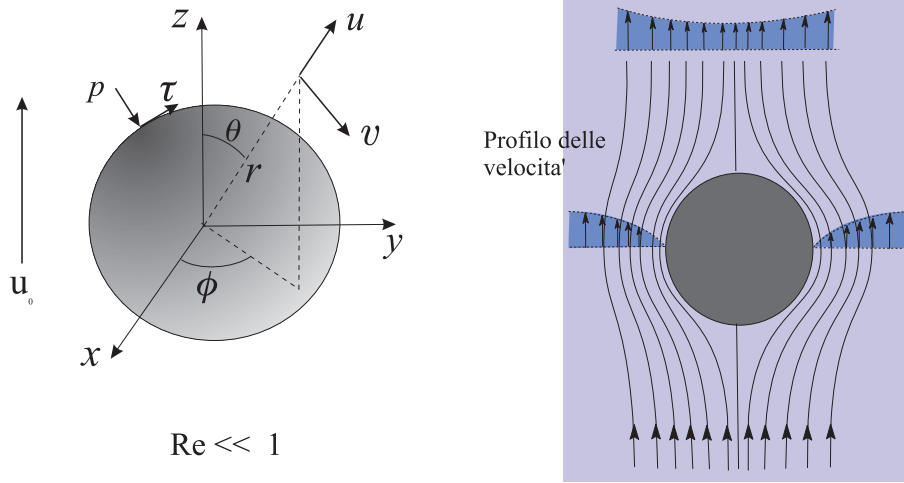 z
u
p
τ
θ
v
r
Profilo delle
velocita'
y
u₀
ϕ
x
Re << 1